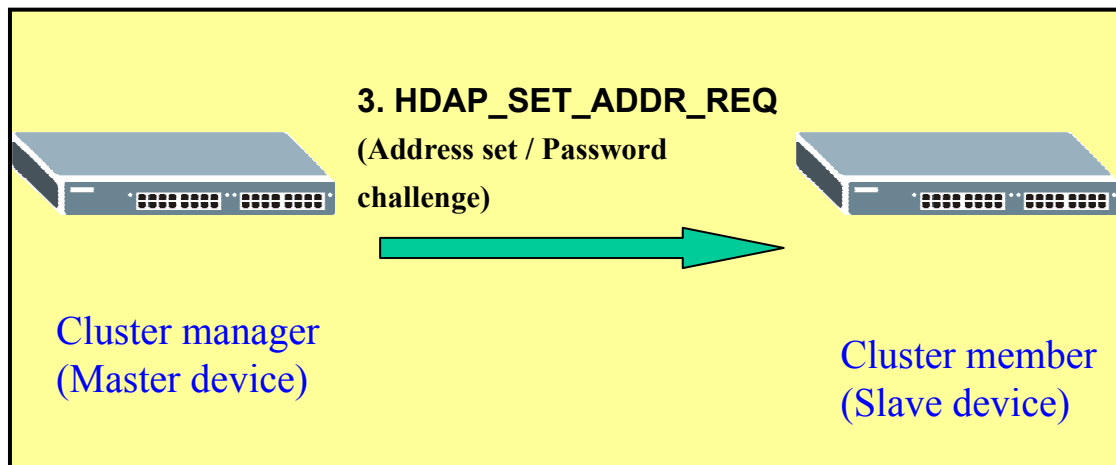 3. HDAP_SET_ADDR_REQ
(Address set / Password
challenge)
Cluster manager
(Master device)
Cluster member
(Slave device)